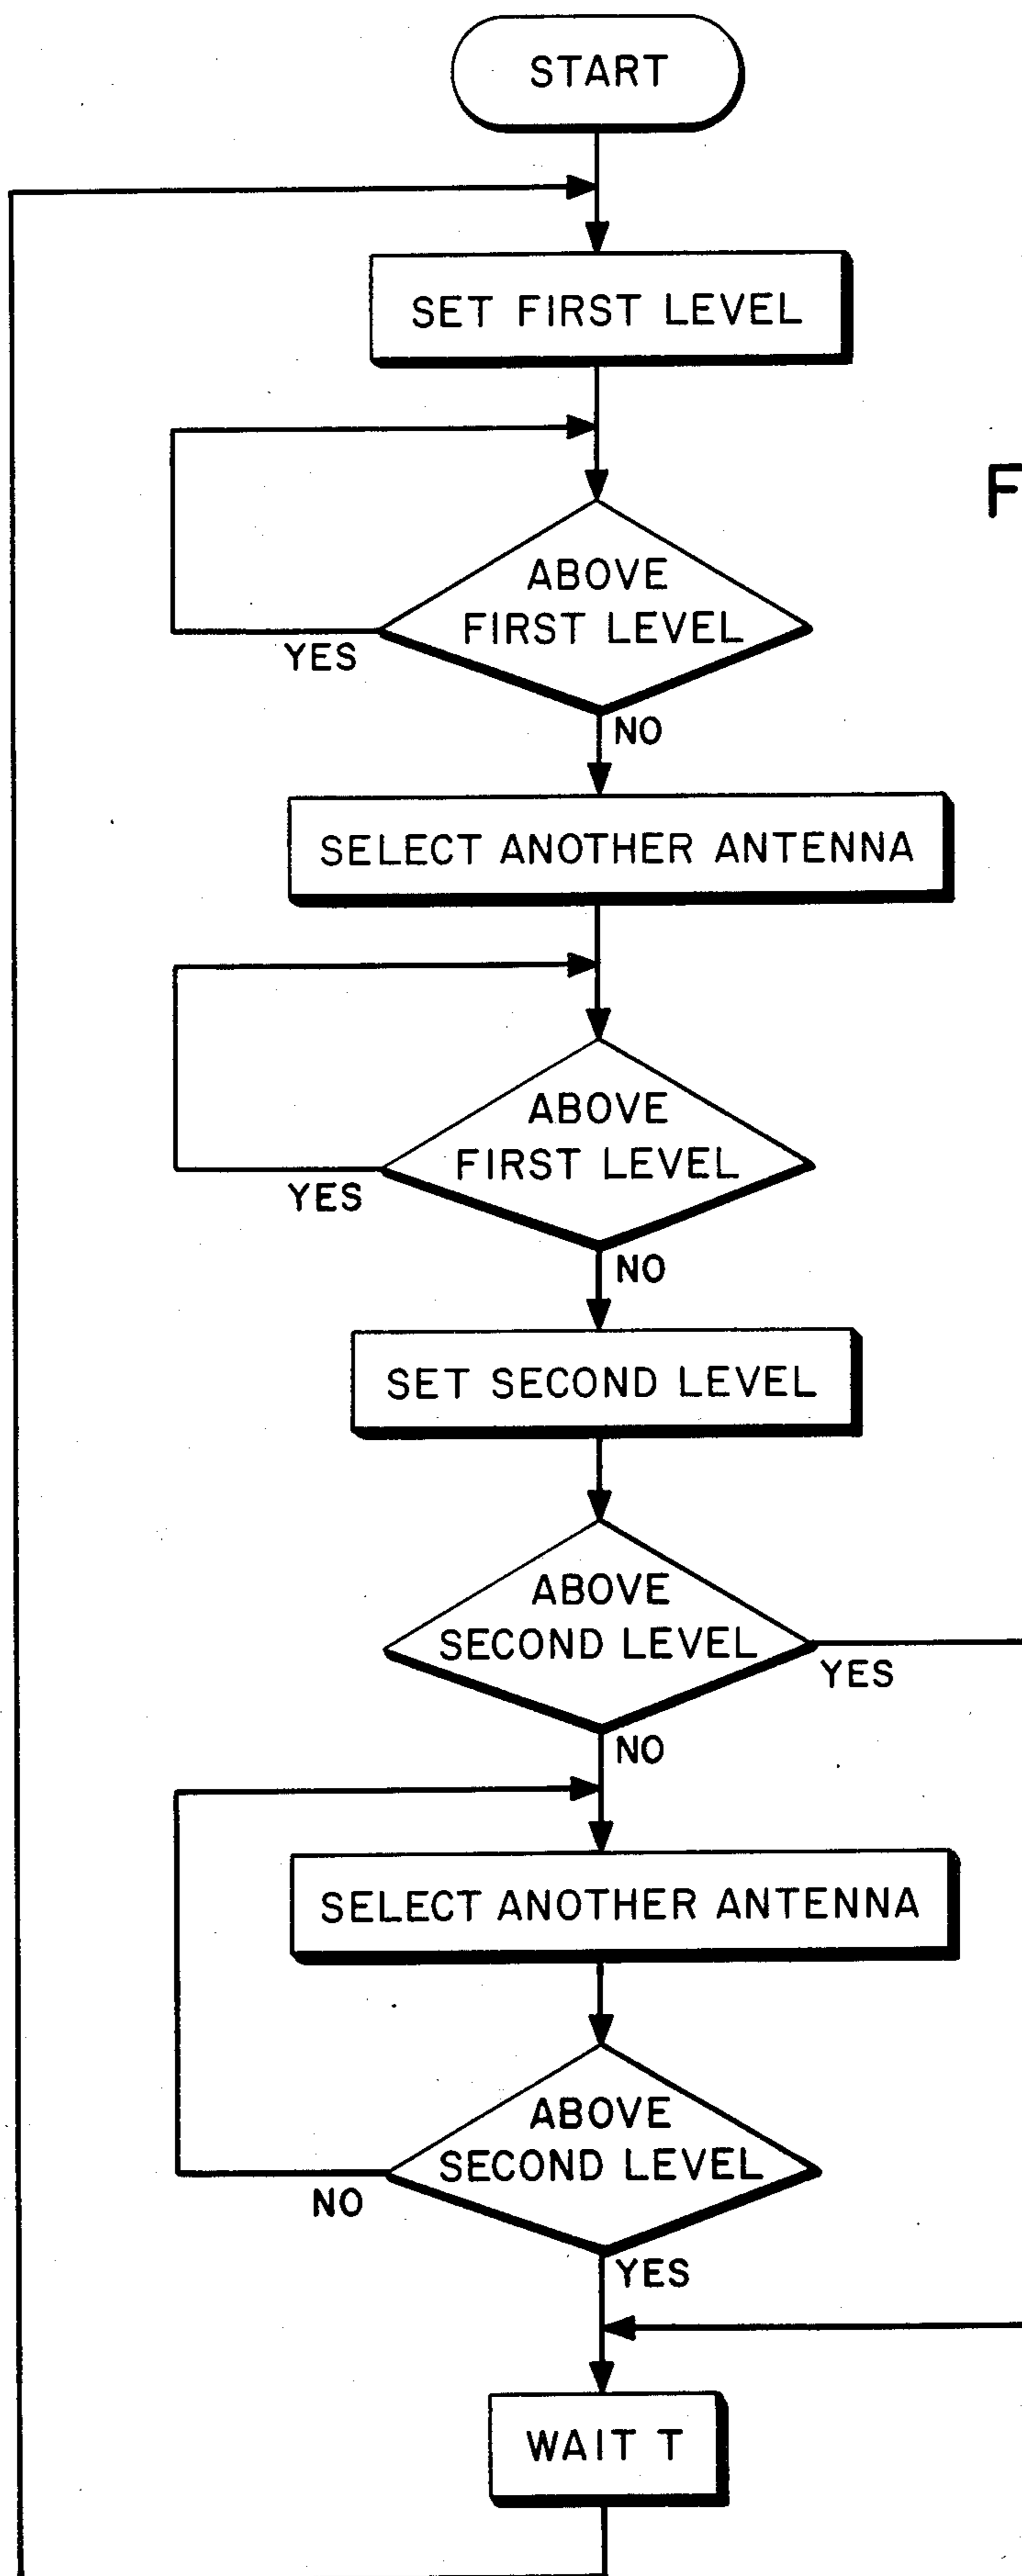 START
SET FIRST LEVEL
F
ABOVE
FIRST LEVEL
YES
NO
SELECT ANOTHER ANTENNA
ABOVE
FIRST LEVEL
YES
NO
SET SECOND LEVEL
ABOVE
SECOND LEVEL
YES
NO
SELECT ANOTHER ANTENNA
ABOVE
SECOND LEVEL
NO
YES
WAIT T